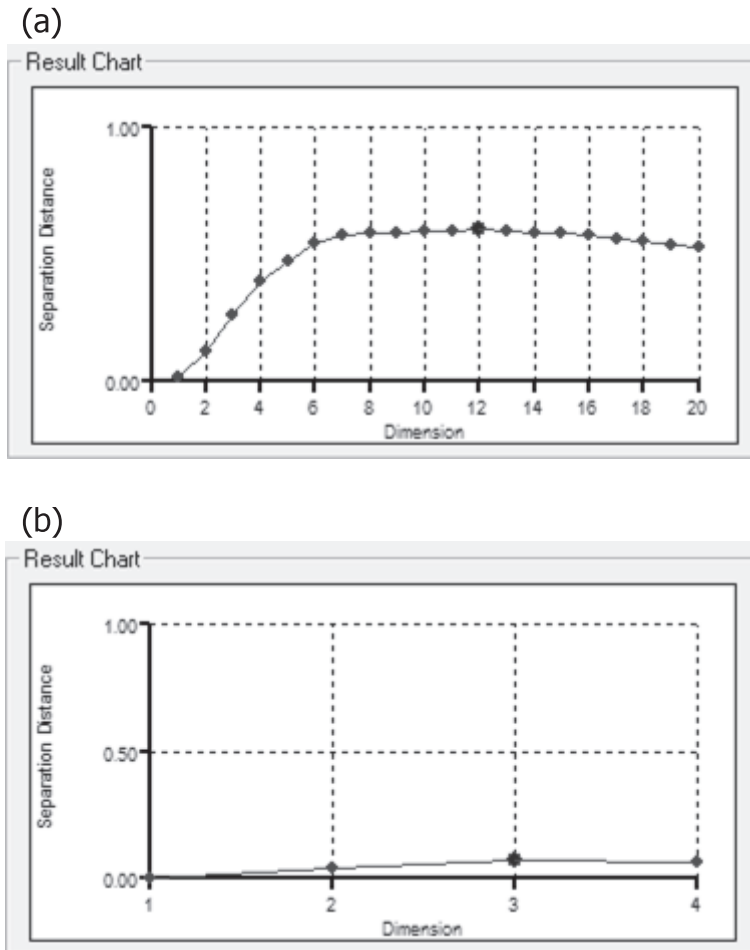 (a)
Result Chart
1.00
Separation Distance
0.00
0 2 4 6 8 10 12 14 16 18 20
Dimension
(b)
Result Chart
1.00
Separation Distance
0.50
0.00
1 2 3 4
Dimension